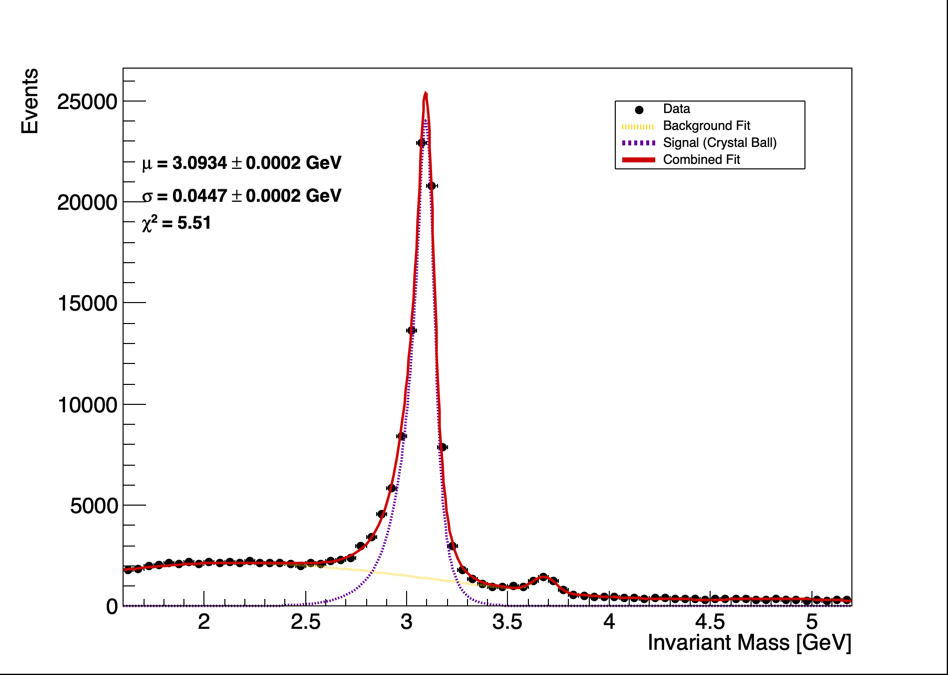 Events
25000
20000
15000
10000
5000
0
μ = 3.0934 ± 0.0002 GeV
σ = 0.0447 ± 0.0002 GeV
χ² = 5.51
Data
Background Fit
Signal (Crystal Ball)
Combined Fit
2 2.5 3 3.5 4 4.5 5
Invariant Mass [GeV]